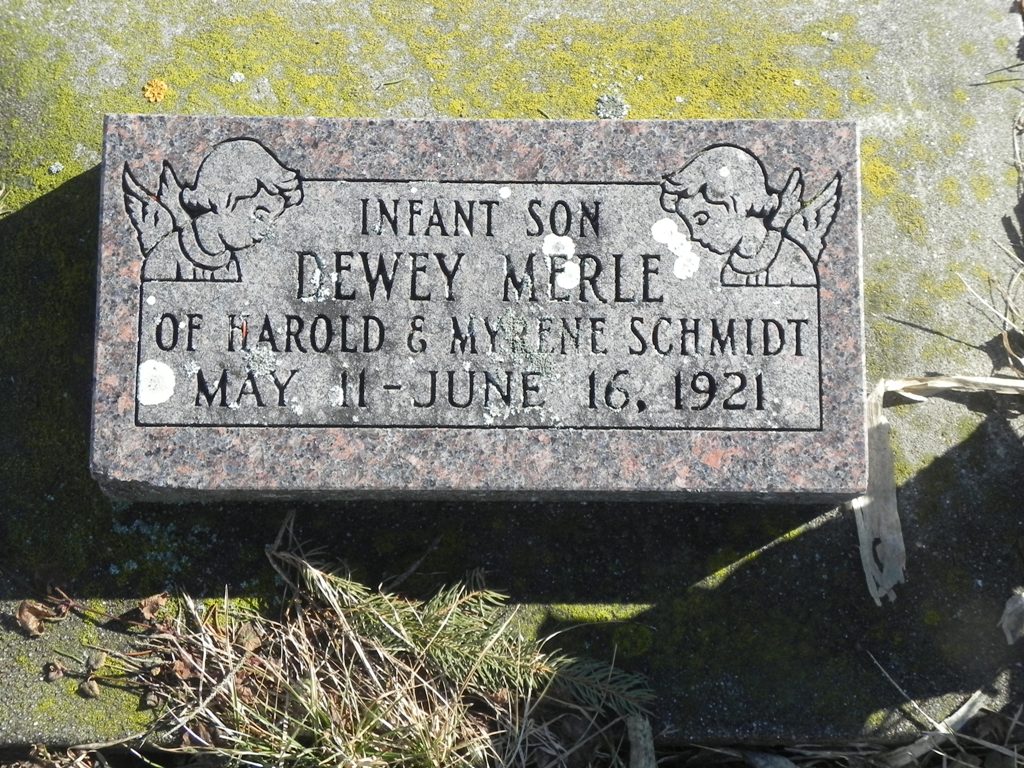 INFANT SON
DEWEY MERLE
OF HAROLD & MYRENE SCHMIDT
MAY 11 - JUNE 16, 1921